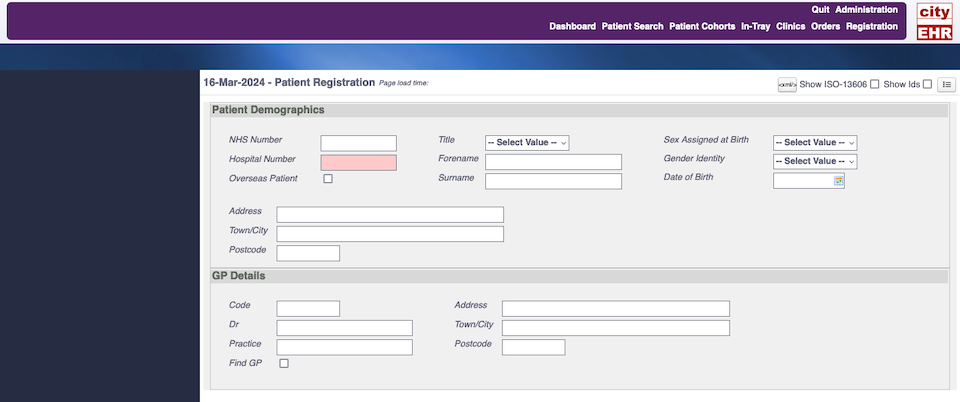 Quit Administration
city
EHR
Dashboard Patient Search Patient Cohorts In-Tray Clinics Orders Registration
16-Mar-2024 - Patient Registration Page load time:
<xml/> Show ISO-13606 Show Ids
Patient Demographics
NHS Number Title -- Select Value -- Sex Assigned at Birth -- Select Value --
Hospital Number Forename Gender Identity -- Select Value --
Overseas Patient Surname Date of Birth
Address
Town/City
Postcode
GP Details
Code Address
Dr Town/City
Practice Postcode
Find GP